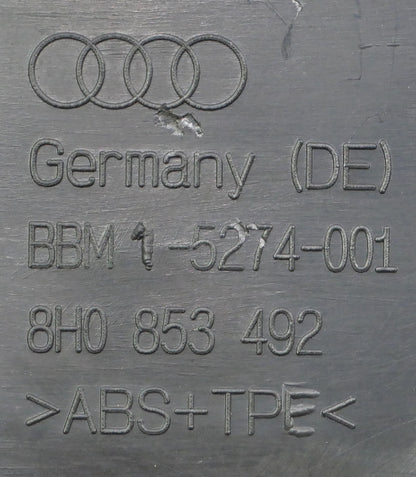 Germany (DE)
BBM 1-5274-001
8H0 853 492
>ABS+TPE<